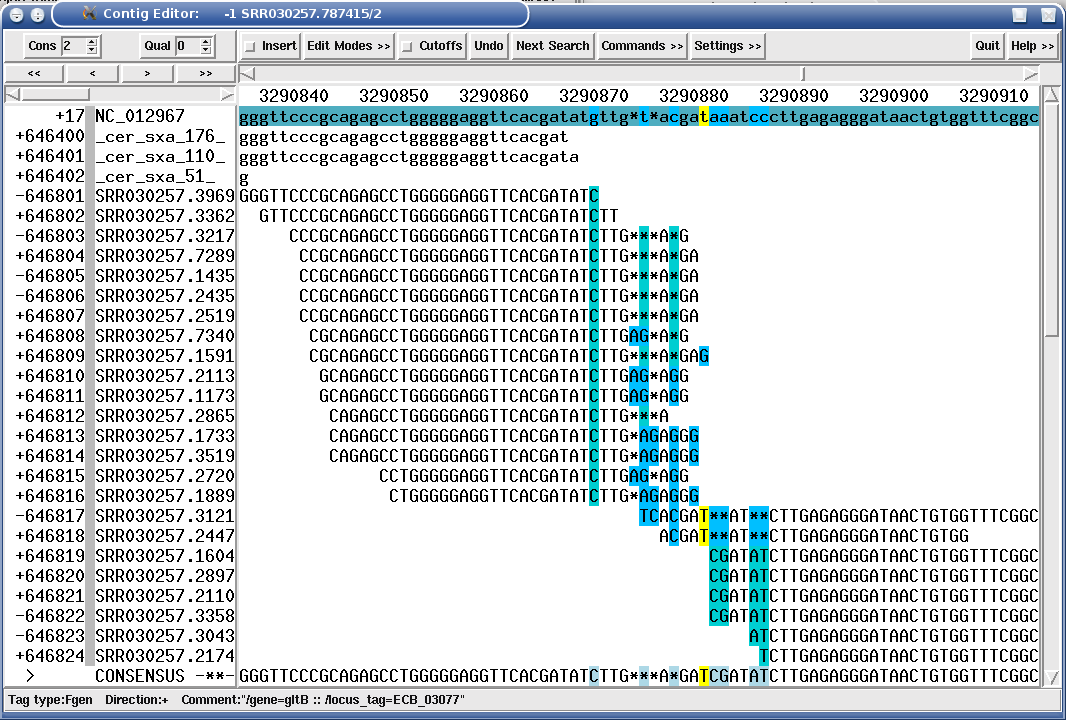 Contig Editor: -1 SRR030257.787415/2
Cons 2 Qual 0 Insert Edit Modes >> Cutoffs Undo Next Search Commands >> Settings >> Quit Help >>
<< < > >>
3290840 3290850 3290860 3290870 3290880 3290890 3290900 3290910
+17 NC_012967 gggttcccgcagagcctgggggaggttcacgatatgttg*t*acgataaatcccttgagagggataactgtggtttcggc
+646400 _cer_sxa_176_ gggttcccgcagagcctgggggaggttcacgat
+646401 _cer_sxa_110_ gggttcccgcagagcctgggggaggttcacgata
+646402 _cer_sxa_51_ g
-646801 SRR030257.3969 GGGTTCCCGCAGAGCCTGGGGGAGGTTCACGATATC
+646802 SRR030257.3362 GTTCCCGCAGAGCCTGGGGGAGGTTCACGATATCTT
-646803 SRR030257.3217 CCCGCAGAGCCTGGGGGAGGTTCACGATATCTTG***A*G
+646804 SRR030257.7289 CCGCAGAGCCTGGGGGAGGTTCACGATATCTTG***A*GA
-646805 SRR030257.1435 CCGCAGAGCCTGGGGGAGGTTCACGATATCTTG***A*GA
-646806 SRR030257.2435 CCGCAGAGCCTGGGGGAGGTTCACGATATCTTG***A*GA
+646807 SRR030257.2519 CCGCAGAGCCTGGGGGAGGTTCACGATATCTTG***A*GA
+646808 SRR030257.7340 CGCAGAGCCTGGGGGAGGTTCACGATATCTTGAG*A*G
+646809 SRR030257.1591 CGCAGAGCCTGGGGGAGGTTCACGATATCTTG***A*GAG
+646810 SRR030257.2113 GCAGAGCCTGGGGGAGGTTCACGATATCTTGAG*AGG
+646811 SRR030257.1173 GCAGAGCCTGGGGGAGGTTCACGATATCTTGAG*AGG
+646812 SRR030257.2865 CAGAGCCTGGGGGAGGTTCACGATATCTTG***A
+646813 SRR030257.1733 CAGAGCCTGGGGGAGGTTCACGATATCTTG*AGAGGG
+646814 SRR030257.3519 CAGAGCCTGGGGGAGGTTCACGATATCTTG*AGAGGG
+646815 SRR030257.2720 CCTGGGGGAGGTTCACGATATCTTGAG*AGG
+646816 SRR030257.1889 CTGGGGGAGGTTCACGATATCTTG*AGAGGG
-646817 SRR030257.3121 TCACGAT**AT**CTTGAGAGGGATAACTGTGGTTTCGGC
+646818 SRR030257.2447 ACGAT**AT**CTTGAGAGGGATAACTGTGG
+646819 SRR030257.1604 CGATATCTTGAGAGGGATAACTGTGGTTTCGGC
+646820 SRR030257.2897 CGATATCTTGAGAGGGATAACTGTGGTTTCGGC
+646821 SRR030257.2110 CGATATCTTGAGAGGGATAACTGTGGTTTCGGC
-646822 SRR030257.3358 CGATATCTTGAGAGGGATAACTGTGGTTTCGGC
-646823 SRR030257.3043 ATCTTGAGAGGGATAACTGTGGTTTCGGC
+646824 SRR030257.2174 TCTTGAGAGGGATAACTGTGGTTTCGGC
> CONSENSUS -**- GGGTTCCCGCAGAGCCTGGGGGAGGTTCACGATATCTTG***A*GATCGATATCTTGAGAGGGATAACTGTGGTTTCGGC
Tag type:Fgen Direction:+ Comment:"/gene=gltB :: /locus_tag=ECB_03077"